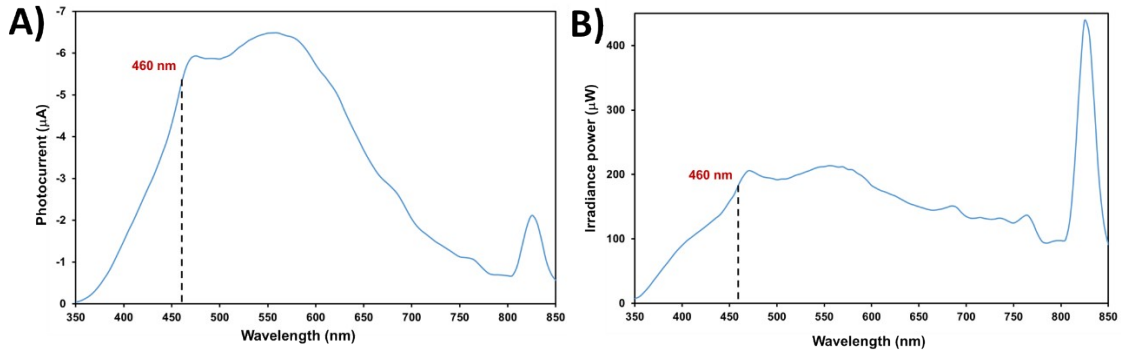 A)
Photocurrent (μA)
-7
-6
-5
-4
-3
-2
-1
0
460 nm
350 400 450 500 550 600 650 700 750 800 850
Wavelength (nm)
B)
Irradiance power (μW)
400
300
200
100
0
460 nm
350 400 450 500 550 600 650 700 750 800 850
Wavelength (nm)